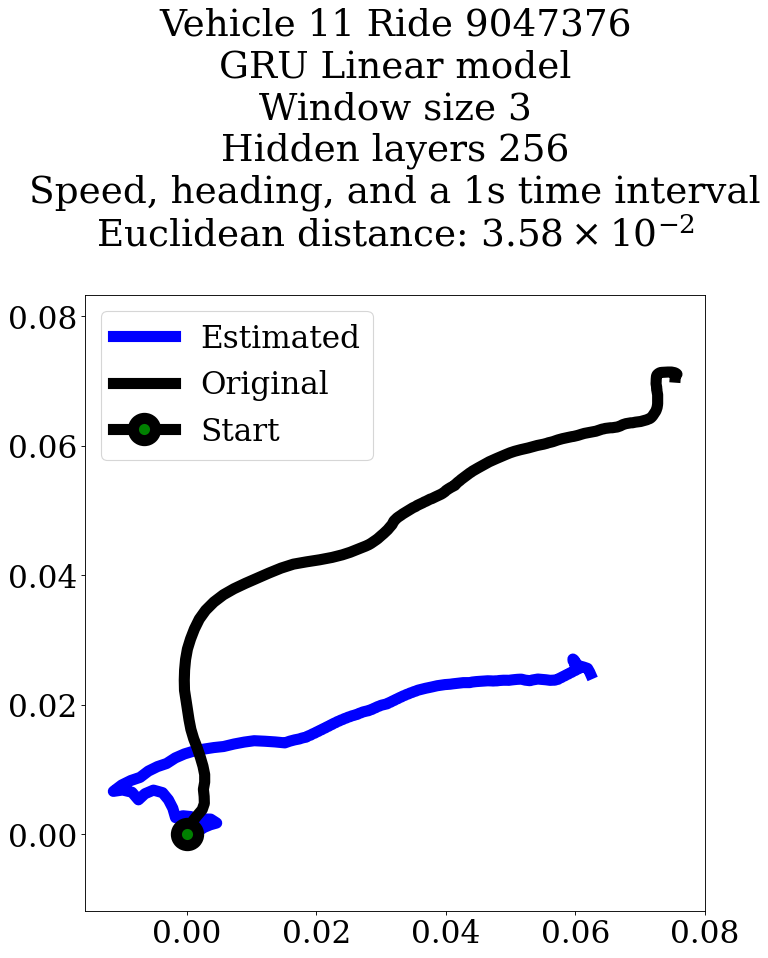 Vehicle 11 Ride 9047376
GRU Linear model
Window size 3
Hidden layers 256
Speed, heading, and a 1s time interval
Euclidean distance: 3.58 × 10⁻²
0.08
Estimated
Original
Start
0.06
0.04
0.02
0.00
0.00 0.02 0.04 0.06 0.08